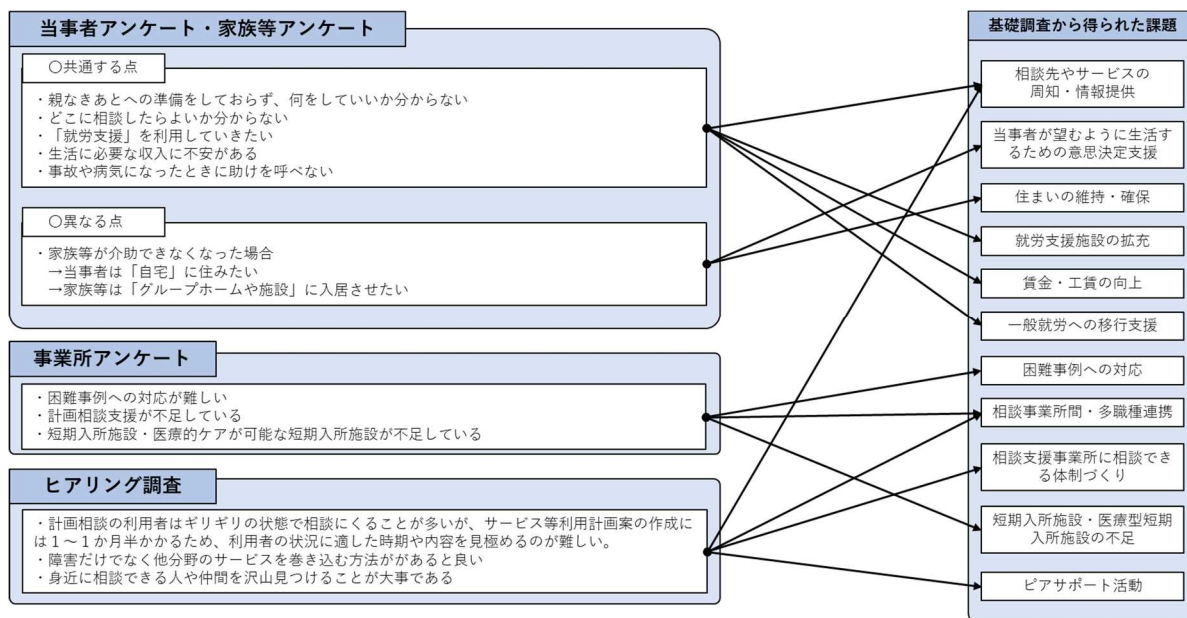 当事者アンケート・家族等アンケート
○共通する点
・親なきあとへの準備をしておらず、何をしていいか分からない
・どこに相談したらよいか分からない
・「就労支援」を利用していきたい
・生活に必要な収入に不安がある
・事故や病気になったときに助けを呼べない
○異なる点
・家族等が介助できなくなった場合
→当事者は「自宅」に住みたい
→家族等は「グループホームや施設」に入居させたい
事業所アンケート
・困難事例への対応が難しい
・計画相談支援が不足している
・短期入所施設・医療的ケアが可能な短期入所施設が不足している
ヒアリング調査
・計画相談の利用者はギリギリの状態で相談にくることが多いが、サービス等利用計画案の作成に
は１～１か月半かかるため、利用者の状況に適した時期や内容を見極めるのが難しい。
・障害だけでなく他分野のサービスを巻き込む方法ががあると良い
・身近に相談できる人や仲間を沢山見つけることが大事である
基礎調査から得られた課題
相談先やサービスの
周知・情報提供
当事者が望むように生活す
るための意思決定支援
住まいの維持・確保
就労支援施設の拡充
賃金・工賃の向上
一般就労への移行支援
困難事例への対応
相談事業所間・多職種連携
相談支援事業所に相談でき
る体制づくり
短期入所施設・医療型短期
入所施設の不足
ピアサポート活動